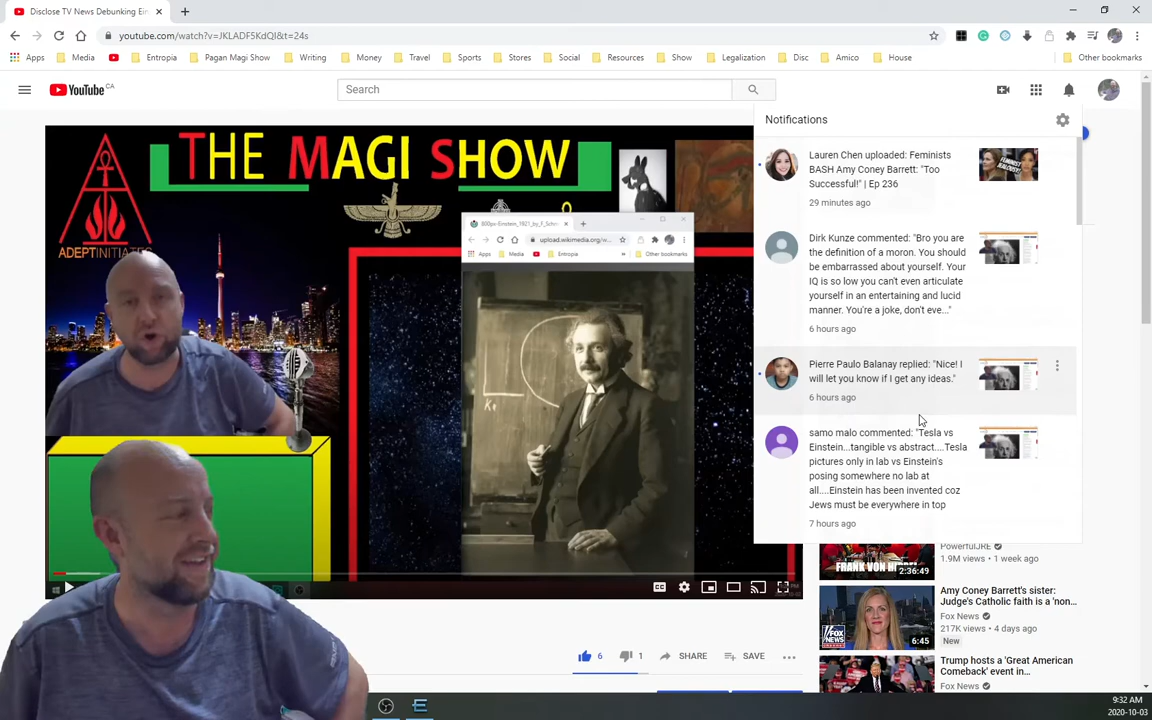 Disclose TV News Debunking Ein
youtube.com/watch?v=JKLADF5KdQI&t=24s
Apps Media Entropia Pagan Magi Show Writing Money Travel Sports Stores Social Resources Show Legalization Disc Amico House Other bookmarks
YouTube CA
Search
THE MAGI SHOW
ADEPTINITIATES
upload.wikimedia.org/w...
Apps Media Entropia » Other bookmarks
Notifications
Lauren Chen uploaded: Feminists
BASH Amy Coney Barrett: "Too
Successful!" | Ep 236
29 minutes ago
FEMINIST
Dirk Kunze commented: "Bro you are
the definition of a moron. You should
be embarrassed about yourself. Your
IQ is so low you can't even articulate
yourself in an entertaining and lucid
manner. You're a joke, don't eve..."
6 hours ago
Pierre Paulo Balanay replied: "Nice! I
will let you know if I get any ideas."
6 hours ago
samo malo commented: "Tesla vs
Einstein...tangible vs abstract....Tesla
pictures only in lab vs Einstein's
posing somewhere no lab at
all....Einstein has been invented coz
Jews must be everywhere in top
7 hours ago
PowerfulJRE
1.9M views • 1 week ago
2:36:49
Amy Coney Barrett's sister:
Judge's Catholic faith is a 'non...
Fox News
217K views • 4 days ago
New
6:45
Trump hosts a 'Great American
Comeback' event in...
Fox News
6 1 SHARE SAVE
9:32 AM
2020-10-03